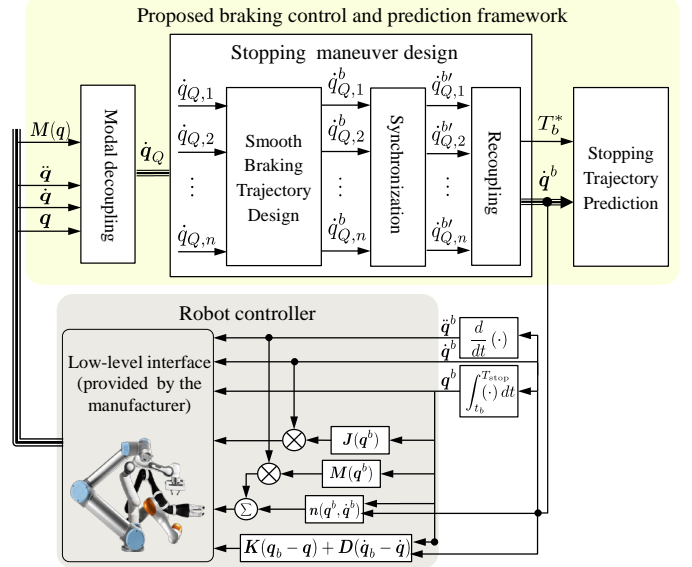 Proposed braking control and prediction framework
Stopping maneuver design
M(q)
q̈
q̇
q
Modal decoupling
q̇_Q
q̇_{Q,1}
q̇_{Q,2}
⋮
q̇_{Q,n}
Smooth
Braking
Trajectory
Design
q̇^b_{Q,1}
q̇^b_{Q,2}
⋮
q̇^b_{Q,n}
Synchronization
q̇^{b′}_{Q,1}
q̇^{b′}_{Q,2}
⋮
q̇^{b′}_{Q,n}
Recoupling
T_b^*
q̇^b
Stopping
Trajectory
Prediction
Robot controller
Low-level interface
(provided by the
manufacturer)
q̈^b
q̇^b
q^b
d/dt (·)
∫_{t_b}^{T_stop} (·) dt
J(q^b)
M(q^b)
Σ
n(q^b, q̇^b)
K(q_b − q) + D(q̇_b − q̇)